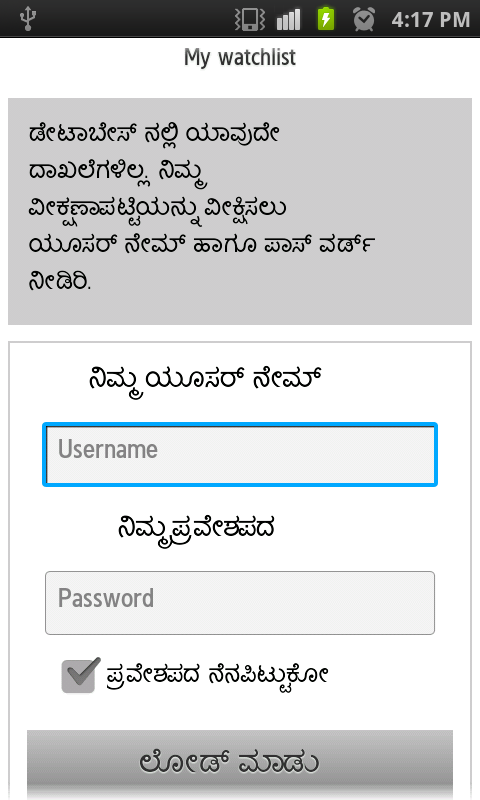 4:17 PM
My watchlist
ಡೇಟಾಬೇಸ್ ನಲ್ಲಿ ಯಾವುದೇ
ದಾಖಲೆಗಳಿಲ್ಲ. ನಿಮ್ಮ
ವೀಕ್ಷಣಾಪಟ್ಟಿಯನ್ನು ವೀಕ್ಷಿಸಲು
ಯೂಸರ್ ನೇಮ್ ಹಾಗೂ ಪಾಸ್ ವರ್ಡ್
ನೀಡಿರಿ.
ನಿಮ್ಮ ಯೂಸರ್ ನೇಮ್
Username
ನಿಮ್ಮ ಪ್ರವೇಶಪದ
Password
ಪ್ರವೇಶಪದ ನೆನಪಿಟ್ಟುಕೋ
ಲೋಡ್ ಮಾಡು